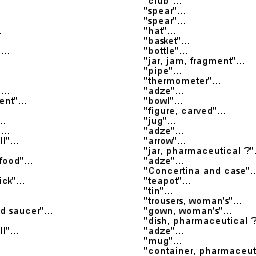 "club"...
"spear"...
"spear"...
"hat"...
"basket"...
... "bottle"...
"jar, jam, fragment"...
"pipe"...
"thermometer"...
... "adze"...
ent"... "bowl"...
"figure, carved"...
.. "jug"...
... "adze"...
ll"... "arrow"...
"jar, pharmaceutical ?".
food"... "adze"...
"Concertina and case"..
ick"... "teapot"...
"tin"...
"trousers, woman's"...
d saucer"... "gown, woman's"...
"dish, pharmaceutical ?
ll"... "adze"...
"mug"...
"container, pharmaceut